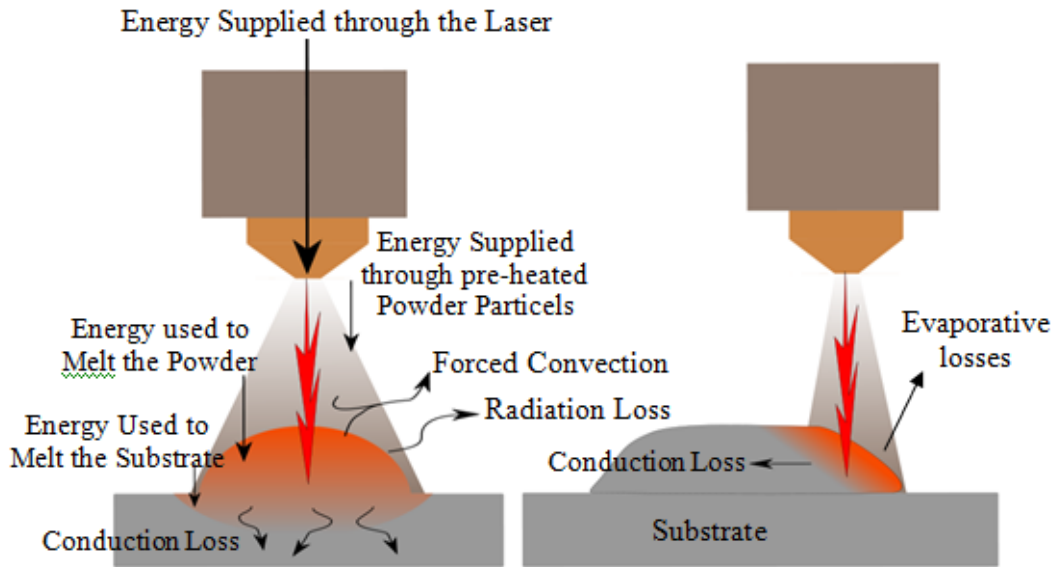 Energy Supplied through the Laser
Energy Supplied
through pre-heated
Powder Particels
Energy used to
Melt the Powder
Forced Convection
Radiation Loss
Energy Used to
Melt the Substrate
Conduction Loss
Evaporative
losses
Conduction Loss
Substrate